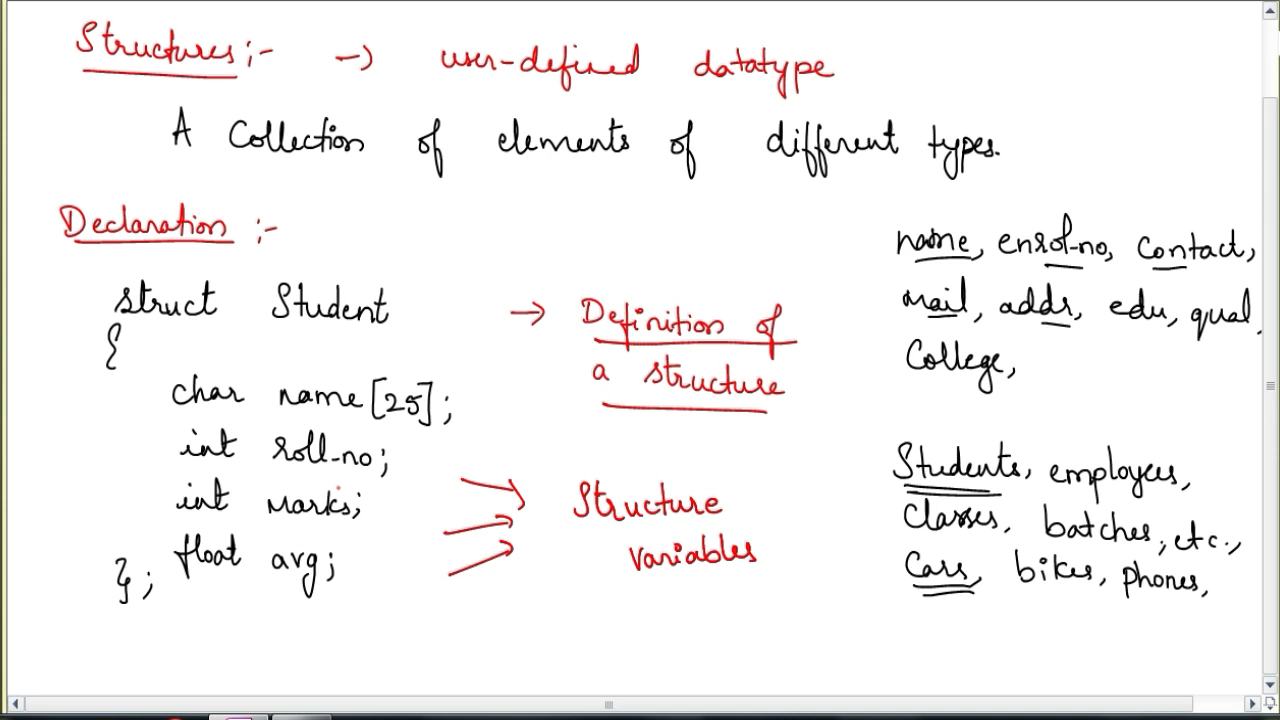 Structures :- → user-defined datatype
A Collection of elements of different types.
Declaration :-
struct Student
{
char name[25];
int roll-no;
int marks;
float avg;
};
→ Definition of
a structure
Structure
variables
name, enrol-no, contact,
mail, addr, edu, qual,
College,
Students, employees,
Classes, batches, etc.,
Cars, bikes, phones,